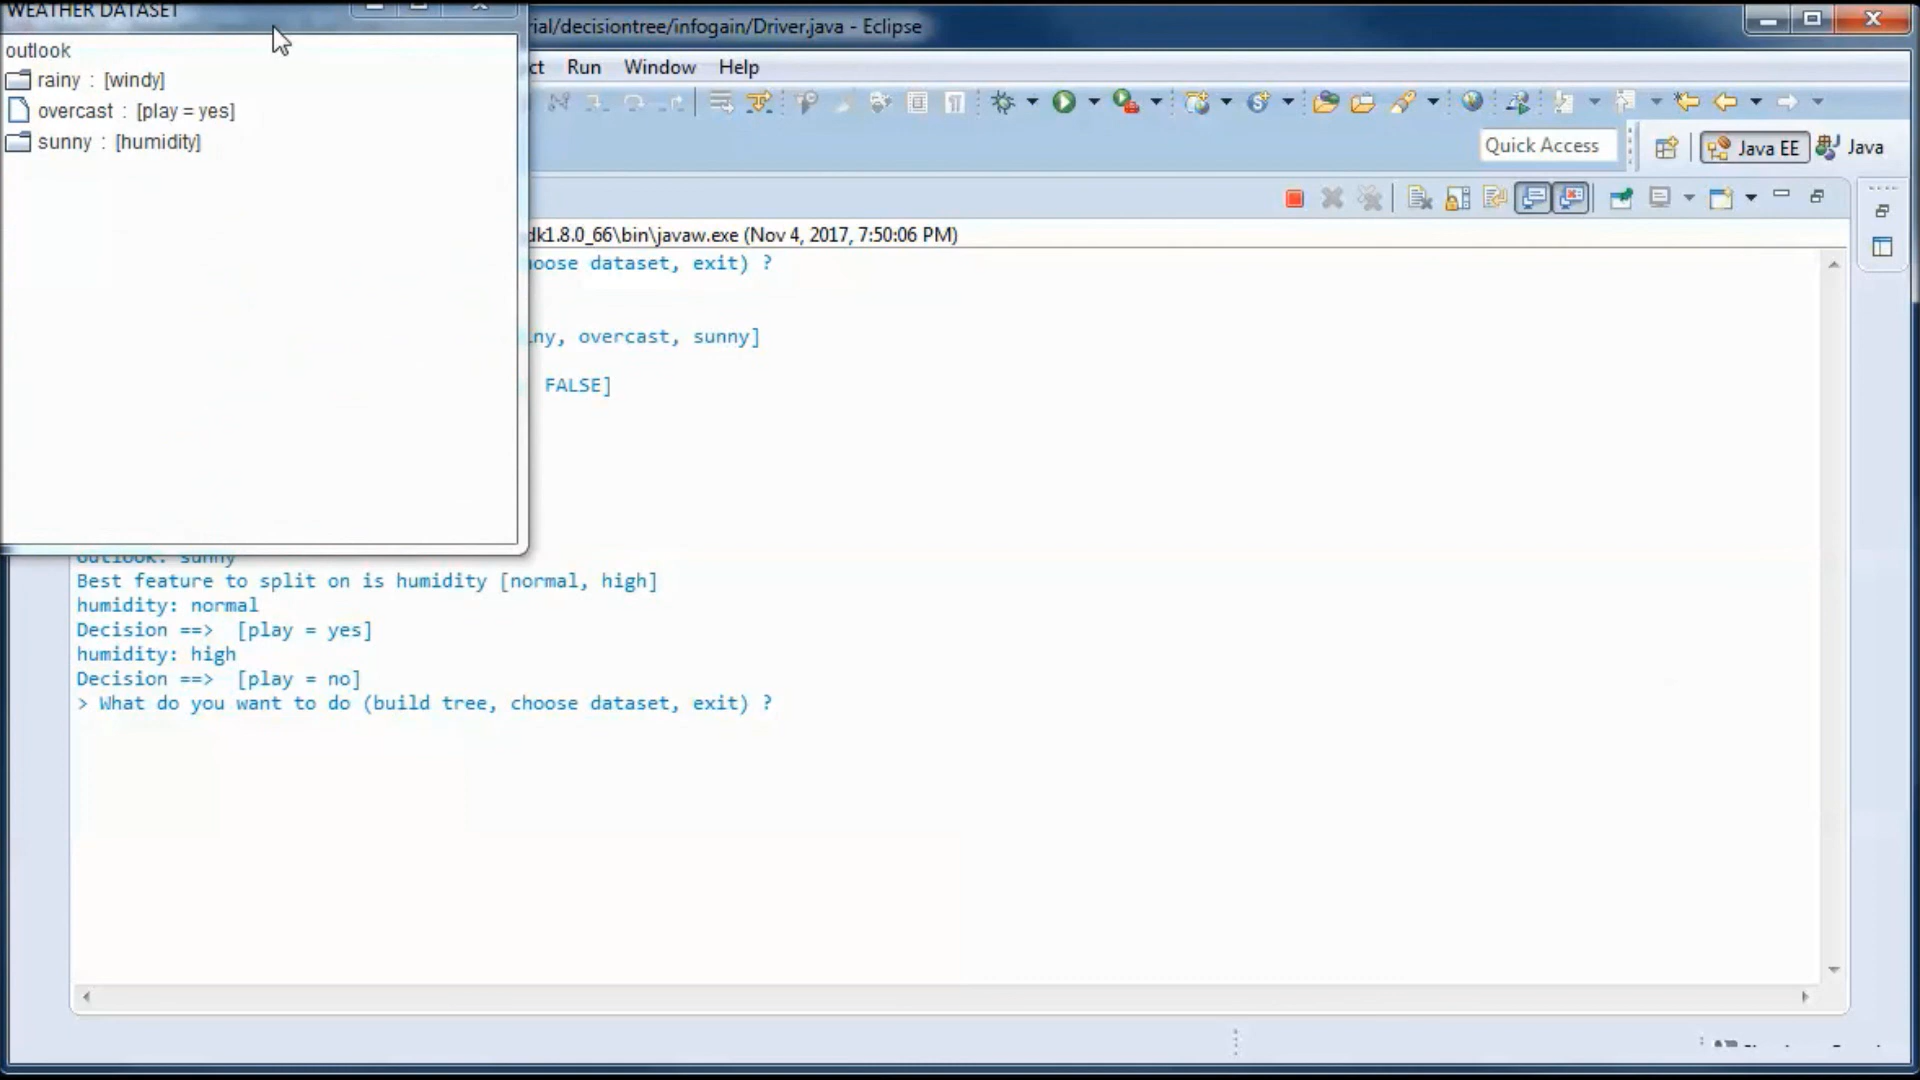 WEATHER DATASET
ial/decisiontree/infogain/Driver.java - Eclipse
outlook
rainy : [windy]
overcast : [play = yes]
sunny : [humidity]
ct Run Window Help
Quick Access
Java EE
Java
dk1.8.0_66\bin\javaw.exe (Nov 4, 2017, 7:50:06 PM)
oose dataset, exit) ?
ny, overcast, sunny]
FALSE]
outlook: sunny
Best feature to split on is humidity [normal, high]
humidity: normal
Decision ==> [play = yes]
humidity: high
Decision ==> [play = no]
> What do you want to do (build tree, choose dataset, exit) ?